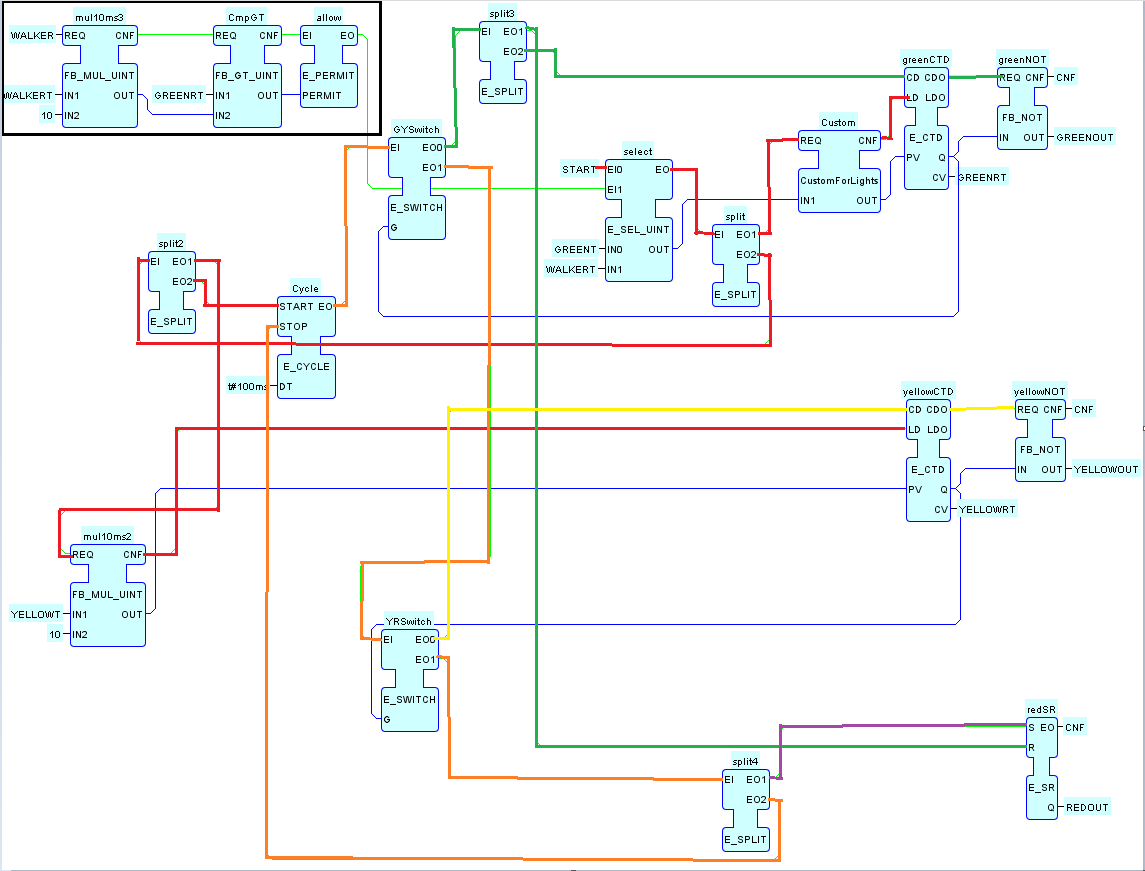 mul10ms3
WALKER
REQ CNF
FB_MUL_UINT
WALKERT
IN1 OUT
10
IN2
CmpGT
REQ CNF
FB_GT_UINT
GREENRT
IN1 OUT
IN2
allow
EI EO
E_PERMIT
PERMIT
split3
EI EO1
EO2
E_SPLIT
greenCTD
CD CDO
LD LDO
E_CTD
PV Q
CV
GREENRT
greenNOT
REQ CNF
CNF
FB_NOT
IN OUT
GREENOUT
GYSwitch
EI EO0
EO1
E_SWITCH
G
Custom
REQ CNF
CustomForLights
IN1 OUT
select
START
EI0 EO
EI1
E_SEL_UINT
GREENT
IN0 OUT
WALKERT
IN1
split
EI EO1
EO2
E_SPLIT
split2
EI EO1
EO2
E_SPLIT
Cycle
START EO
STOP
E_CYCLE
t#100ms
DT
yellowCTD
CD CDO
LD LDO
E_CTD
PV Q
CV
YELLOWRT
yellowNOT
REQ CNF
CNF
FB_NOT
IN OUT
YELLOWOUT
mul10ms2
REQ CNF
FB_MUL_UINT
YELLOWT
IN1 OUT
10
IN2
YRSwitch
EI EO0
EO1
E_SWITCH
G
split4
EI EO1
EO2
E_SPLIT
redSR
S EO
CNF
R
E_SR
Q
REDOUT